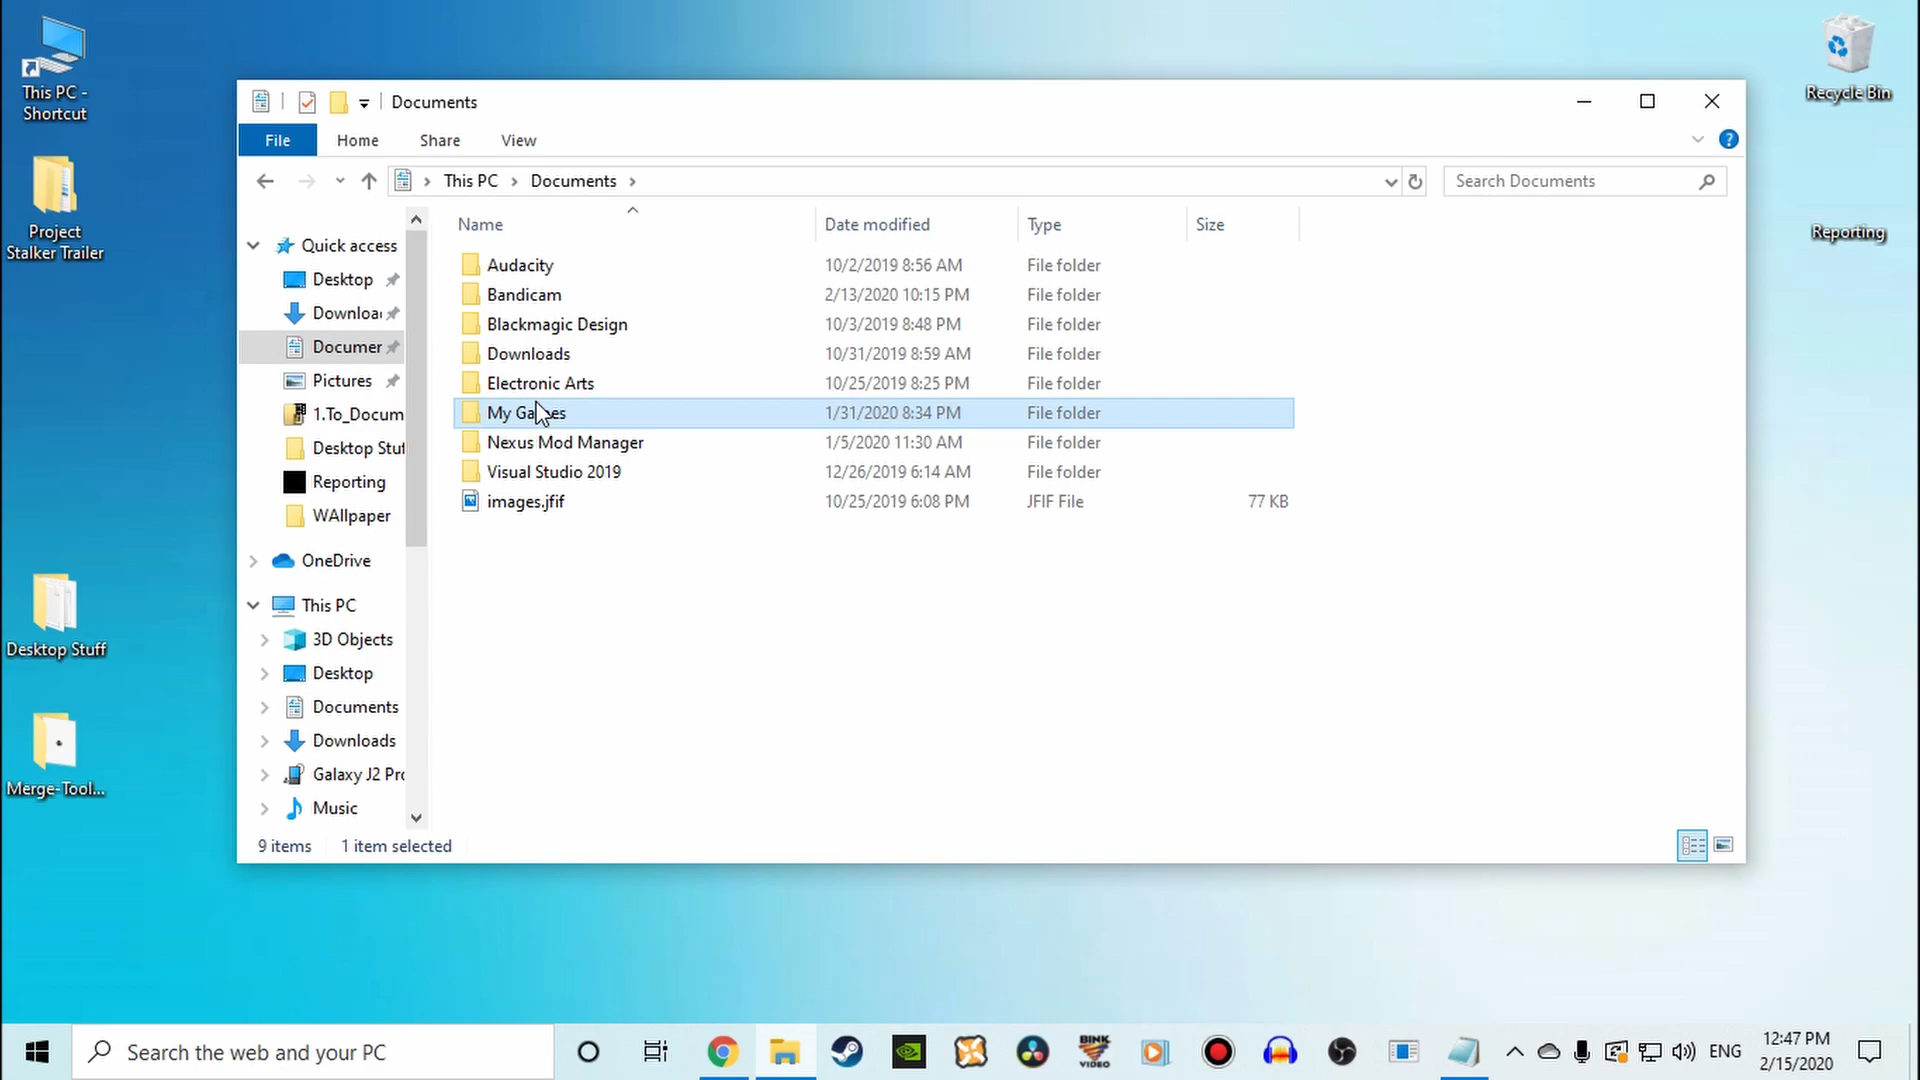 This PC -
Shortcut
Project
Stalker Trailer
Desktop Stuff
Merge-Tool...
Recycle Bin
Reporting
Documents
File
Home
Share
View
This PC
Documents
Search Documents
Quick access
Desktop
Downloa
Documer
Pictures
1.To_Docum
Desktop Stuf
Reporting
WAllpaper
OneDrive
This PC
3D Objects
Desktop
Documents
Downloads
Galaxy J2 Pro
Music
Name Date modified Type Size
Audacity 10/2/2019 8:56 AM File folder
Bandicam 2/13/2020 10:15 PM File folder
Blackmagic Design 10/3/2019 8:48 PM File folder
Downloads 10/31/2019 8:59 AM File folder
Electronic Arts 10/25/2019 8:25 PM File folder
My Games 1/31/2020 8:34 PM File folder
Nexus Mod Manager 1/5/2020 11:30 AM File folder
Visual Studio 2019 12/26/2019 6:14 AM File folder
images.jfif 10/25/2019 6:08 PM JFIF File 77 KB
9 items 1 item selected
Search the web and your PC
BINK
VIDEO
ENG
12:47 PM
2/15/2020